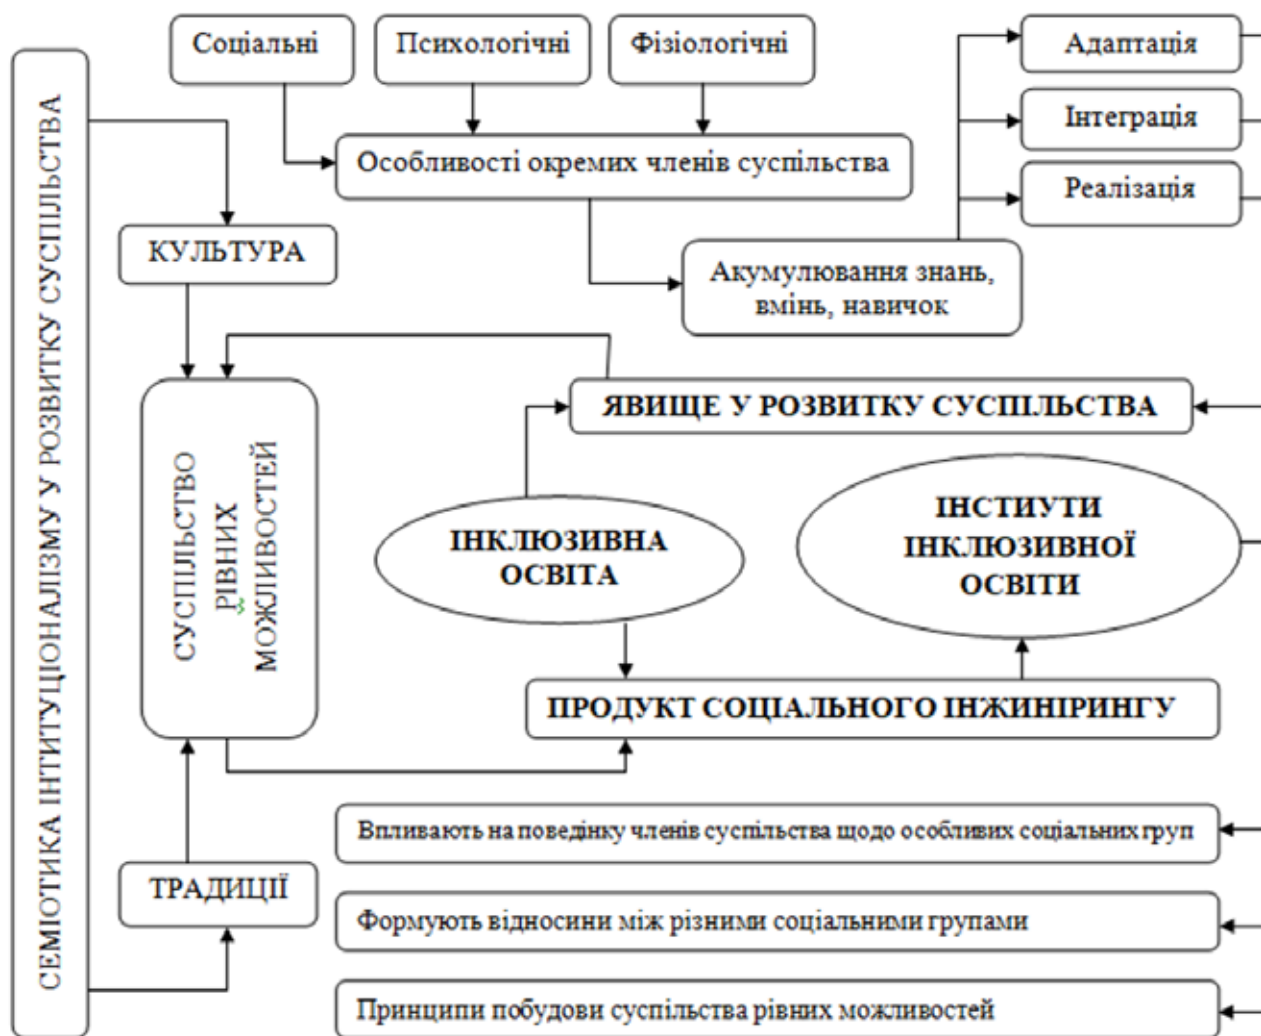 СЕМІОТИКА ІНТИТУЦІОНАЛІЗМУ У РОЗВИТКУ СУСПІЛЬСТВА
Соціальні
Психологічні
Фізіологічні
Адаптація
Інтеграція
Реалізація
Особливості окремих членів суспільства
КУЛЬТУРА
Акумулювання знань,
вмінь, навичок
ЯВИЩЕ У РОЗВИТКУ СУСПІЛЬСТВА
СУСПІЛЬСТВО
РІВНИХ
МОЖЛИВОСТЕЙ
ІНКЛЮЗИВНА
ОСВІТА
ІНСТИУТИ
ІНКЛЮЗИВНОЇ
ОСВІТИ
ПРОДУКТ СОЦІАЛЬНОГО ІНЖИНІРИНГУ
Впливають на поведінку членів суспільства щодо особливих соціальних груп
ТРАДИЦІЇ
Формують відносини між різними соціальними групами
Принципи побудови суспільства рівних можливостей